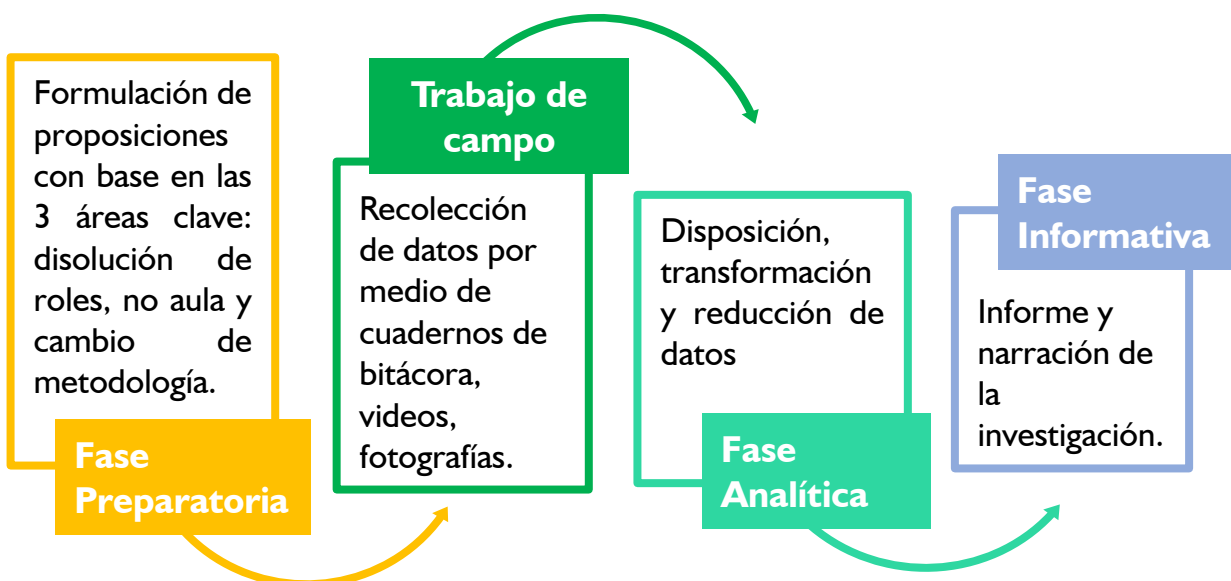 Formulación de
proposiciones
con base en las
3 áreas clave:
disolución de
roles, no aula y
cambio de
metodología.
Fase
Preparatoria
Trabajo de
campo
Recolección
de datos por
medio de
cuadernos de
bitácora,
videos,
fotografías.
Disposición,
transformación
y reducción de
datos
Fase
Analítica
Fase
Informativa
Informe y
narración de
la
investigación.